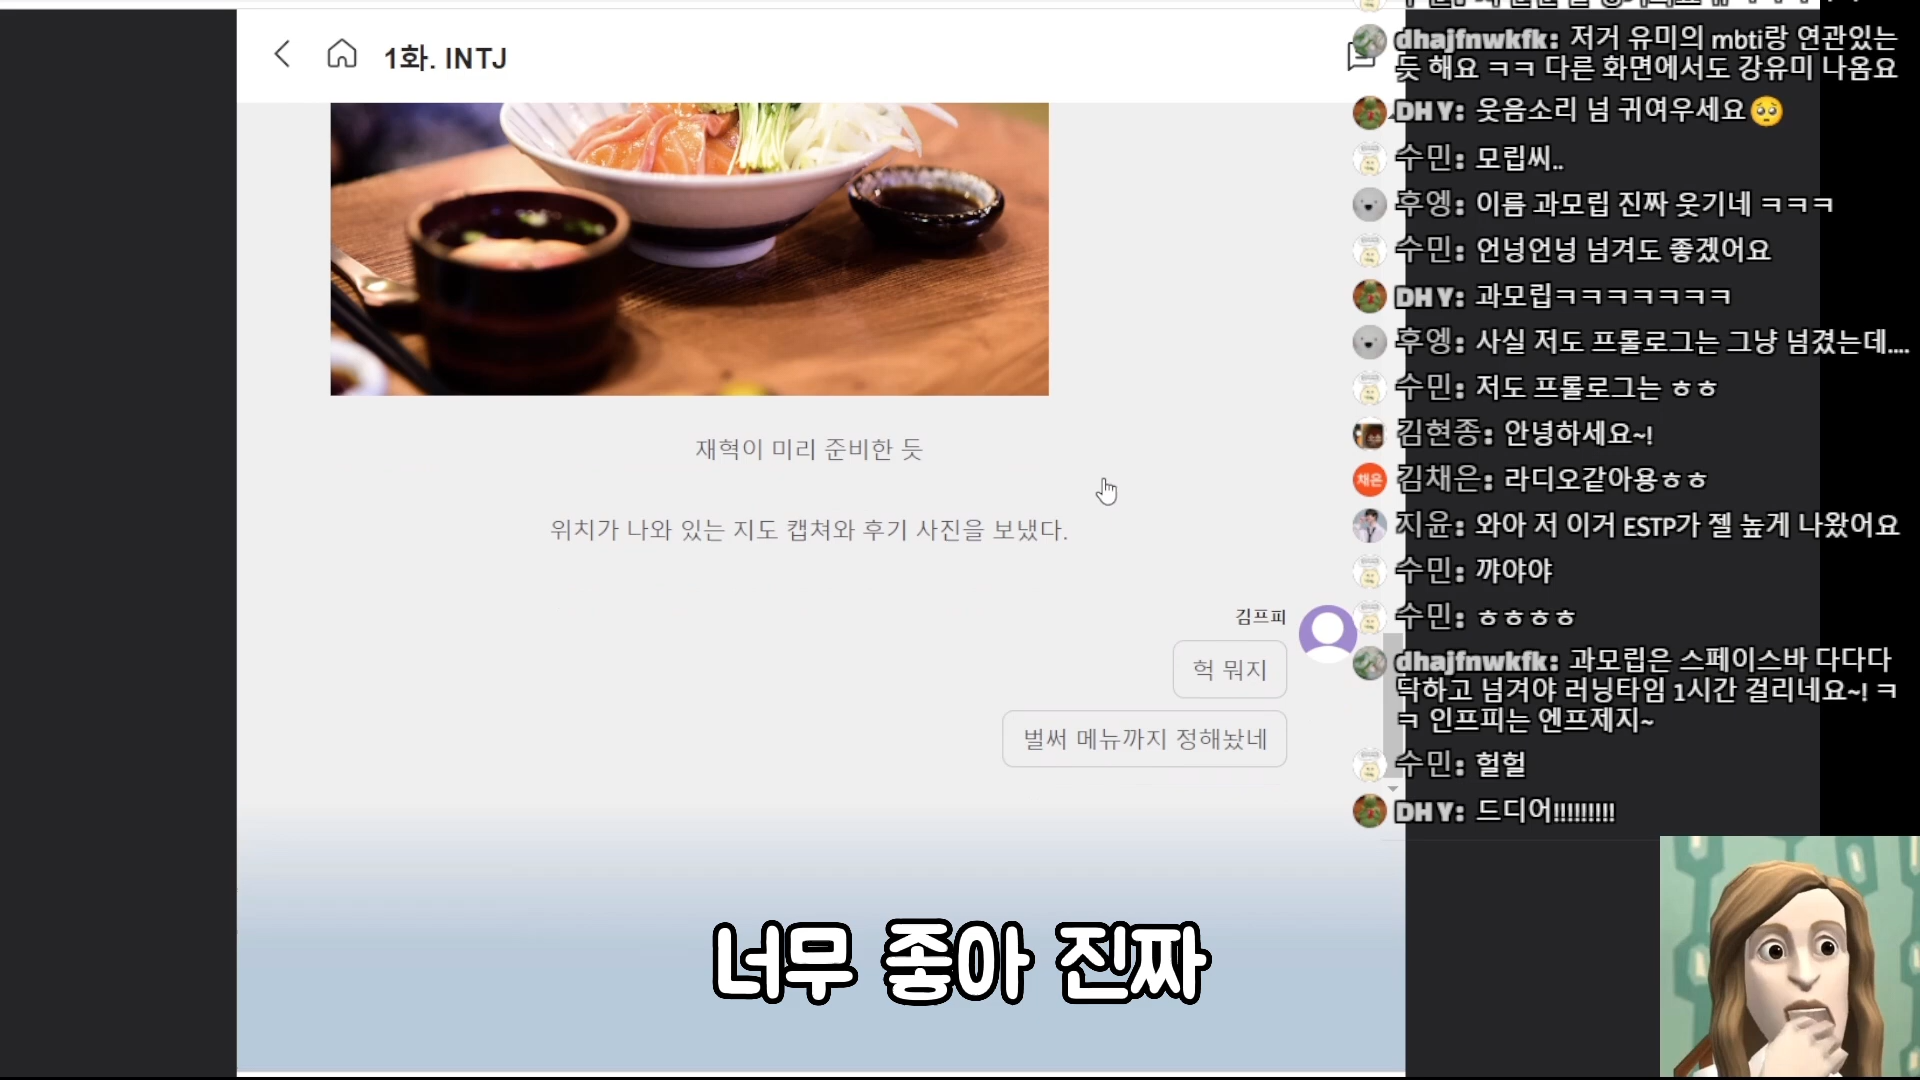 1화. INTJ
재혁이 미리 준비한 듯
위치가 나와 있는 지도 캡쳐와 후기 사진을 보냈다.
김프피
헉 뭐지
벌써 메뉴까지 정해놨네
너무 좋아 진짜
dhajfnwkfk: 저거 유미의 mbti랑 연관있는
듯 해요 ㅋㅋ 다른 화면에서도 강유미 나옴요
DH Y: 웃음소리 넘 귀여우세요🥺
수민: 모립씨..
후엥: 이름 과모립 진짜 웃기네 ㅋㅋㅋ
수민: 언넝언넝 넘겨도 좋겠어요
DH Y: 과모립ㅋㅋㅋㅋㅋㅋㅋ
후엥: 사실 저도 프롤로그는 그냥 넘겼는데....
수민: 저도 프롤로그는 ㅎㅎ
김현종: 안녕하세요~!
채은
김채은: 라디오같아용ㅎㅎ
지윤: 와아 저 이거 ESTP가 젤 높게 나왔어요
수민: 꺄야야
수민: ㅎㅎㅎㅎ
dhajfnwkfk: 과모립은 스페이스바 다다다
닥하고 넘겨야 러닝타임 1시간 걸리네요~! ㅋ
ㅋ 인프피는 엔프제지~
수민: 헐헐
DH Y: 드디어!!!!!!!!!